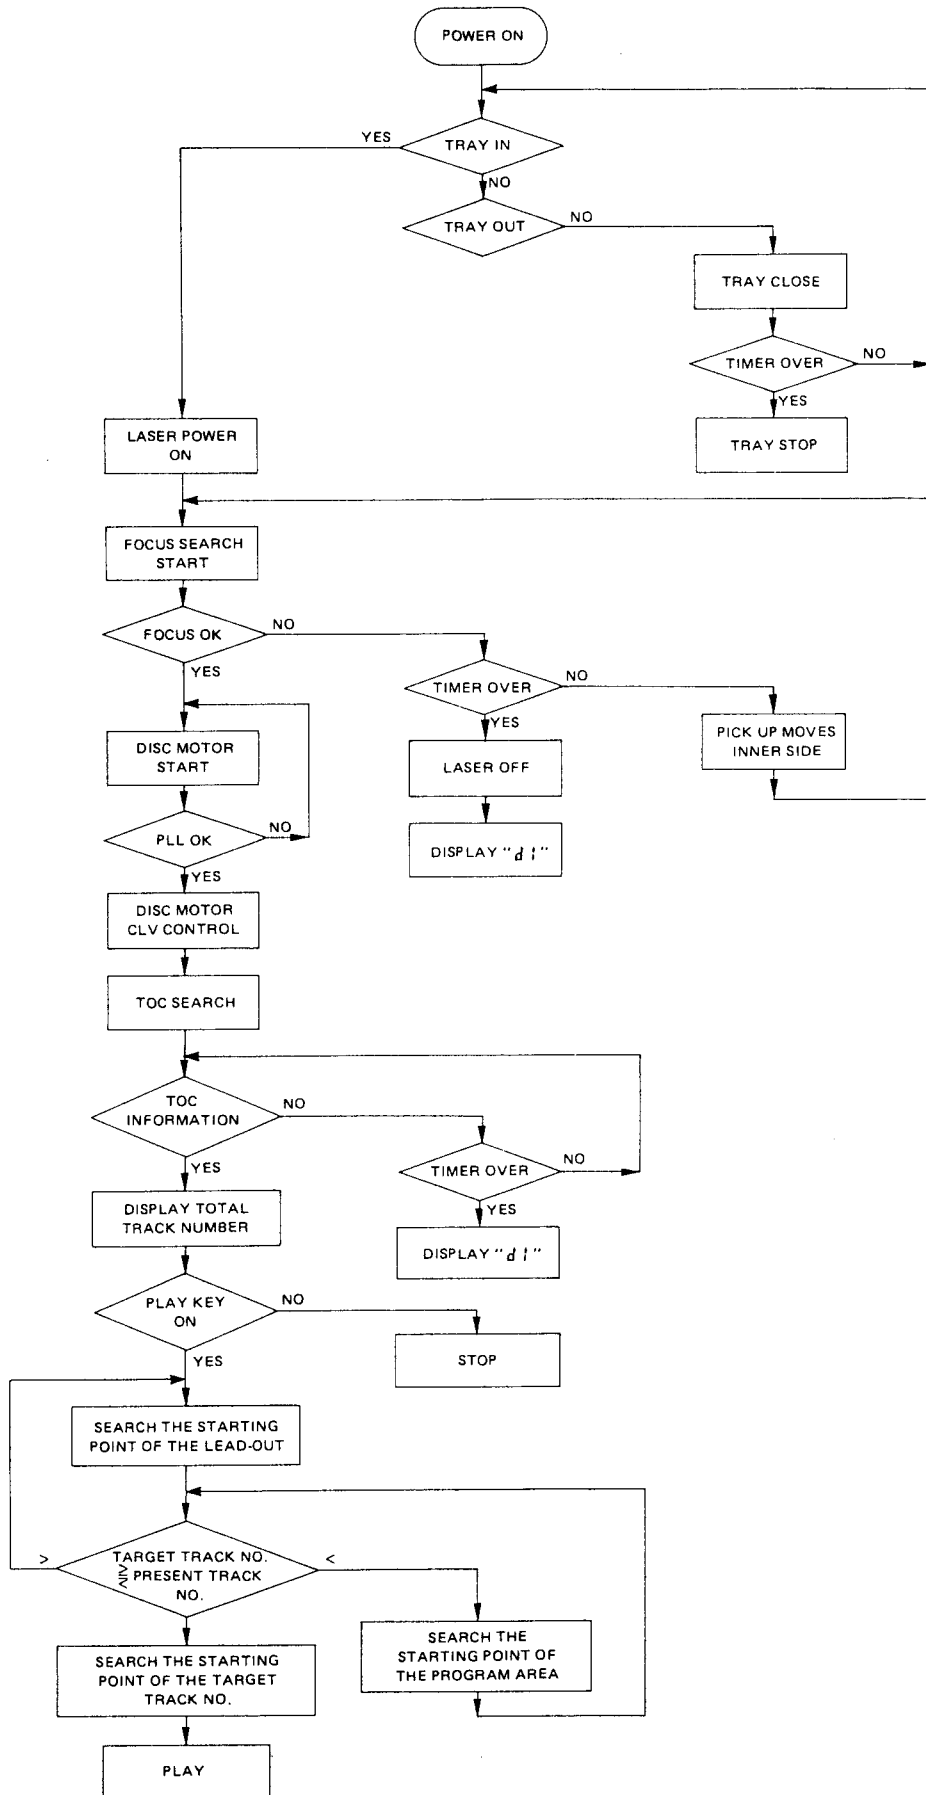 POWER ON
YES
TRAY IN
NO
TRAY OUT
NO
TRAY CLOSE
TIMER OVER
NO
YES
TRAY STOP
LASER POWER
ON
FOCUS SEARCH
START
FOCUS OK
NO
YES
TIMER OVER
NO
YES
PICK UP MOVES
INNER SIDE
DISC MOTOR
START
LASER OFF
PLL OK
NO
DISPLAY "d1"
YES
DISC MOTOR
CLV CONTROL
TOC SEARCH
TOC
INFORMATION
NO
YES
TIMER OVER
NO
YES
DISPLAY TOTAL
TRACK NUMBER
DISPLAY "d1"
PLAY KEY
ON
NO
YES
STOP
SEARCH THE STARTING
POINT OF THE LEAD-OUT
>
TARGET TRACK NO.
⋛ PRESENT TRACK
NO.
<
SEARCH THE
STARTING POINT OF
THE PROGRAM AREA
SEARCH THE STARTING
POINT OF THE TARGET
TRACK NO.
PLAY